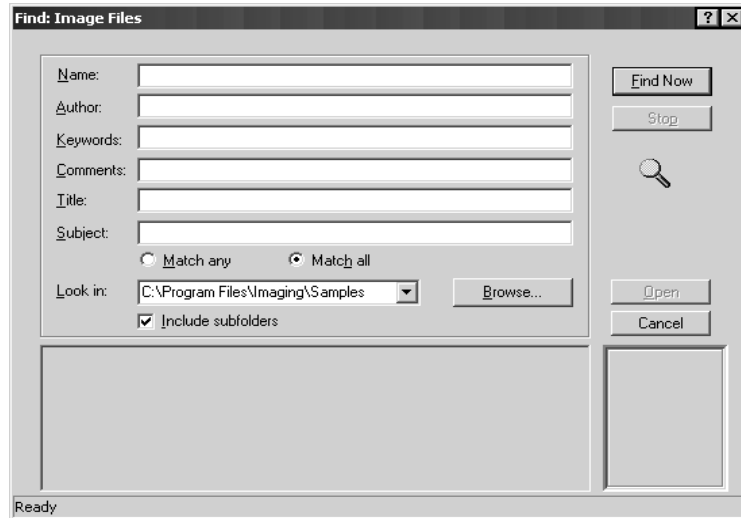 Find: Image Files
? X
Name:
Find Now
Author:
Stop
Keywords:
Comments:
Title:
Subject:
Match any Match all
Look in: C:\Program Files\Imaging\Samples Browse... Open
Include subfolders Cancel
Ready